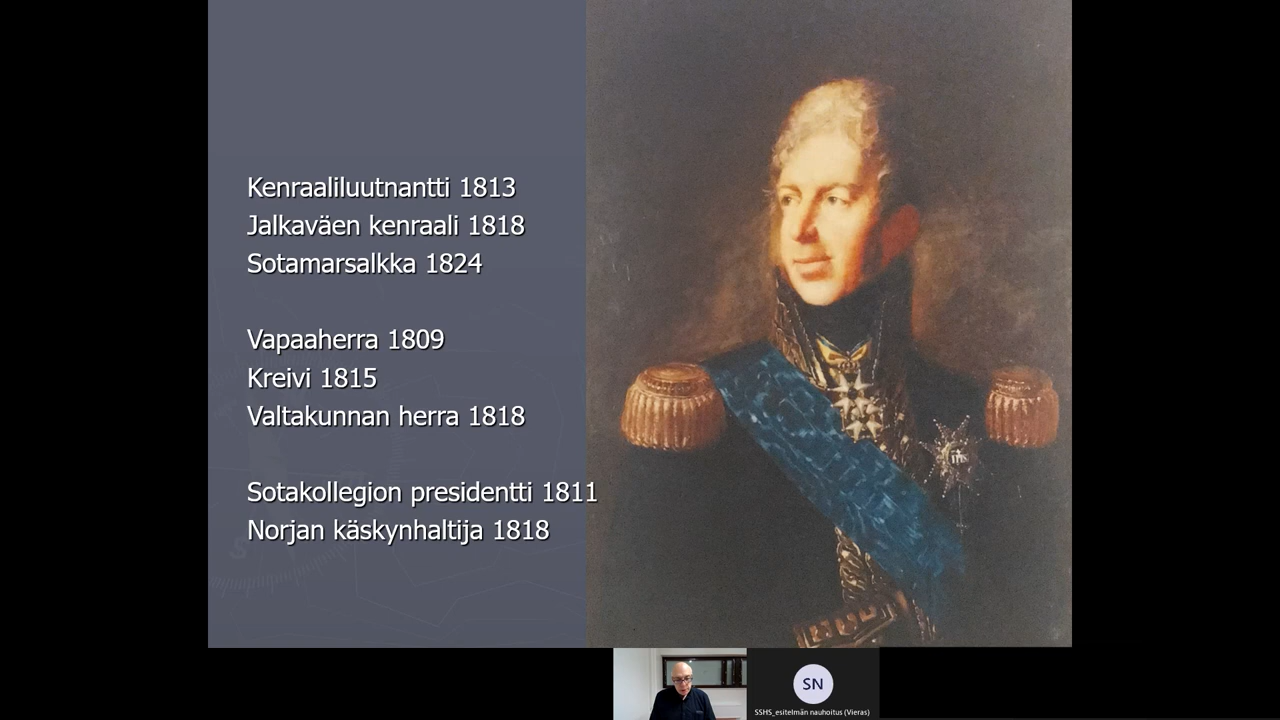 Kenraaliluutnantti 1813
Jalkaväen kenraali 1818
Sotamarsalkka 1824
Vapaaherra 1809
Kreivi 1815
Valtakunnan herra 1818
Sotakollegion presidentti 1811
Norjan käskynhaltija 1818
IHS
SN
SSHS_esitelmän nauhoitus (Vieras)